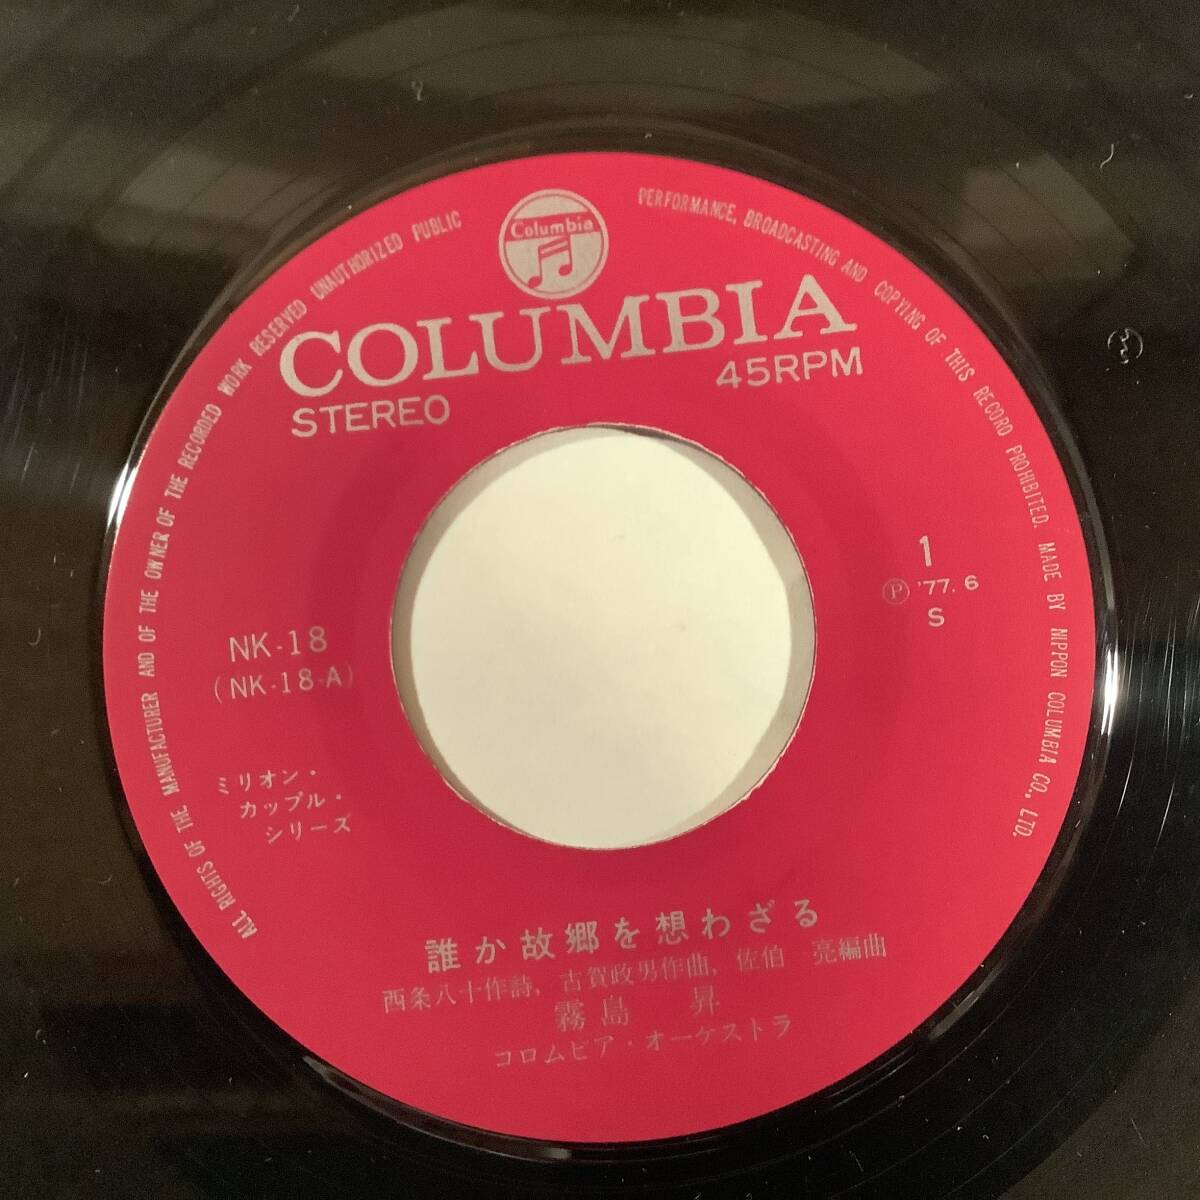 Columbia
COLUMBIA
STEREO
45RPM
1
Ⓟ '77. 6
S
NK-18
(NK-18-A)
ミリオン・
カップル・
シリーズ
誰か故郷を想わざる
西条八十作詩, 古賀政男作曲, 佐伯 亮編曲
霧島 昇
コロムビア・オーケストラ
ALL RIGHTS OF THE MANUFACTURER AND OF THE OWNER OF THE RECORDED WORK RESERVED UNAUTHORIZED PUBLIC PERFORMANCE, BROADCASTING AND COPYING OF THIS RECORD PROHIBITED. MADE BY NIPPON COLUMBIA CO., LTD.